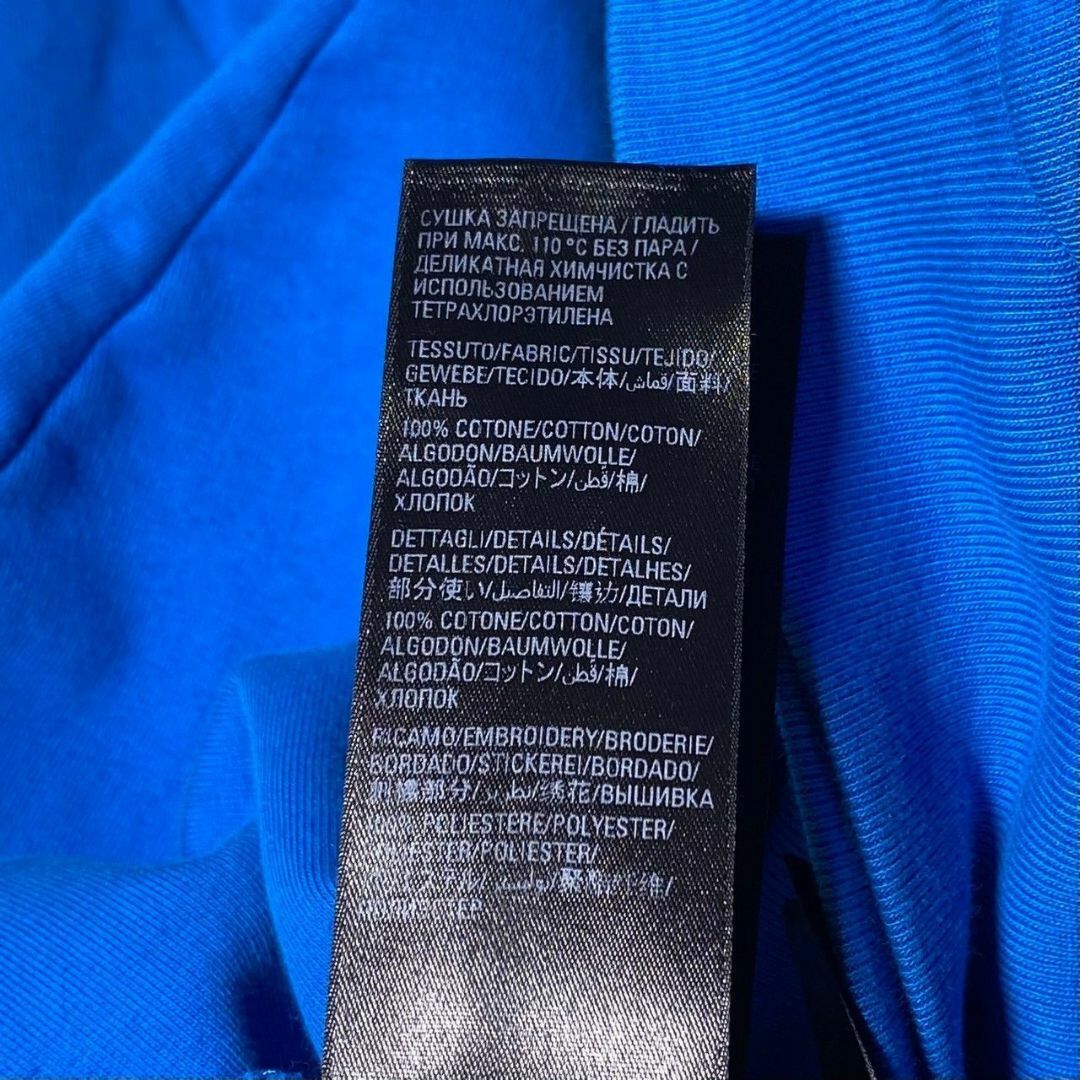 СУШКА ЗАПРЕЩЕНА / ГЛАДИТЬ
ПРИ МАКС. 110 °C БЕЗ ПАРА /
ДЕЛИКАТНАЯ ХИМЧИСТКА С
ИСПОЛЬЗОВАНИЕМ
ТЕТРАХЛОРЭТИЛЕНА
TESSUTO/FABRIC/TISSU/TEJIDO/
GEWEBE/TECIDO/本体/قماش/面料/
ТКАНЬ
100% COTONE/COTTON/COTON/
ALGODON/BAUMWOLLE/
ALGODÃO/コットン/قطن/棉/
ХЛОПОК
DETTAGLI/DETAILS/DÉTAILS/
DETALLES/DETAILS/DETALHES/
部分使い/التفاصيل/镶边/ДЕТАЛИ
100% COTONE/COTTON/COTON/
ALGODON/BAUMWOLLE/
ALGODÃO/コットン/قطن/棉/
ХЛОПОК
RICAMO/EMBROIDERY/BRODERIE/
BORDADO/STICKEREI/BORDADO/
刺繍部分/تطريز/绣花/ВЫШИВКА
100% POLIESTERE/POLYESTER/
POLYESTER/POLIESTER/